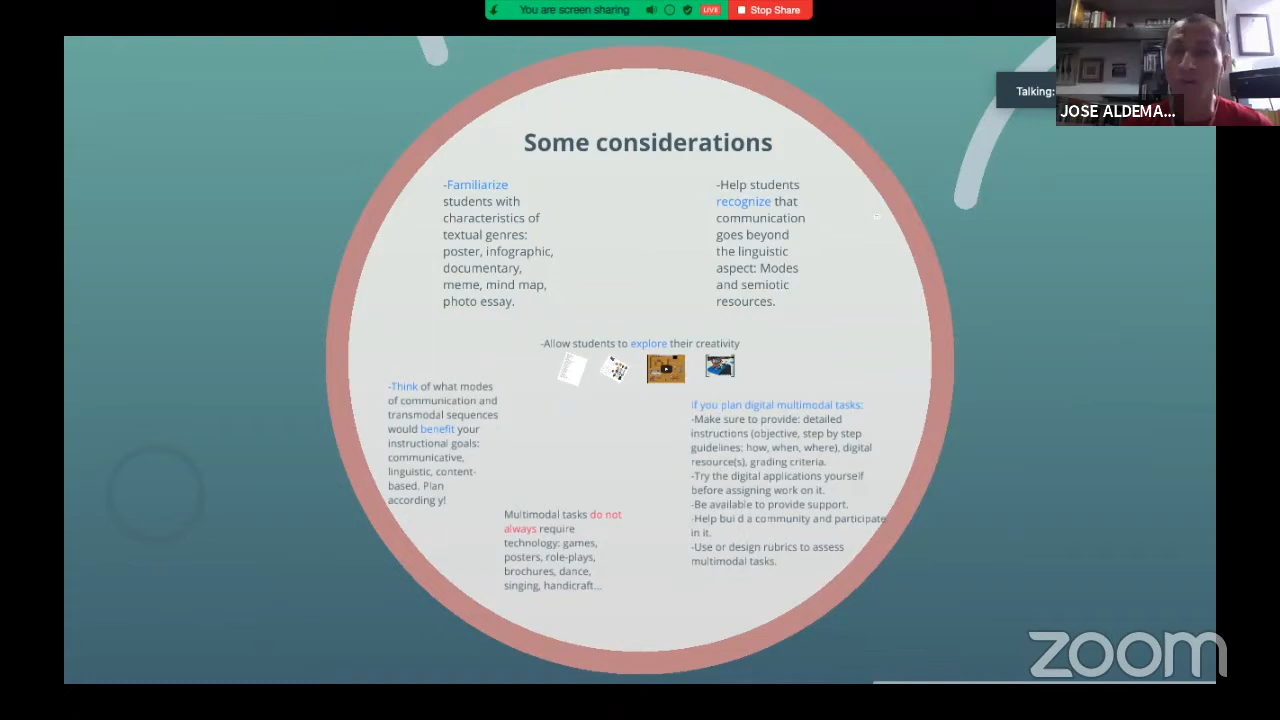 You are screen sharing
LIVE
Stop Share
Talking:
JOSE ALDEMA...
Some considerations
-Familiarize
students with
characteristics of
textual genres:
poster, infographic,
documentary,
meme, mind map,
photo essay.
-Help students
recognize that
communication
goes beyond
the linguistic
aspect: Modes
and semiotic
resources.
-Allow students to explore their creativity
-Think of what modes
of communication and
transmodal sequences
would benefit your
instructional goals:
communicative,
linguistic, content-
based. Plan
according y!
Multimodal tasks do not
always require
technology: games,
posters, role-plays,
brochures, dance,
singing, handicraft...
If you plan digital multimodal tasks:
-Make sure to provide: detailed
instructions (objective, step by step
guidelines: how, when, where), digital
resource(s), grading criteria.
-Try the digital applications yourself
before assigning work on it.
-Be available to provide support.
-Help bui d a community and participate
in it.
-Use or design rubrics to assess
multimodal tasks.
zoom